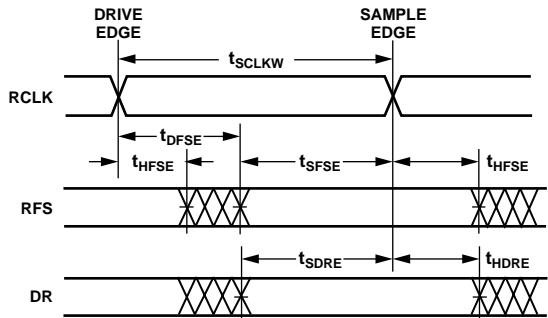 DRIVE EDGE
SAMPLE EDGE
tSCLKW
RCLK
tDFSE
tHFSE
tSFSE
tHFSE
RFS
tSDRE
tHDRE
DR